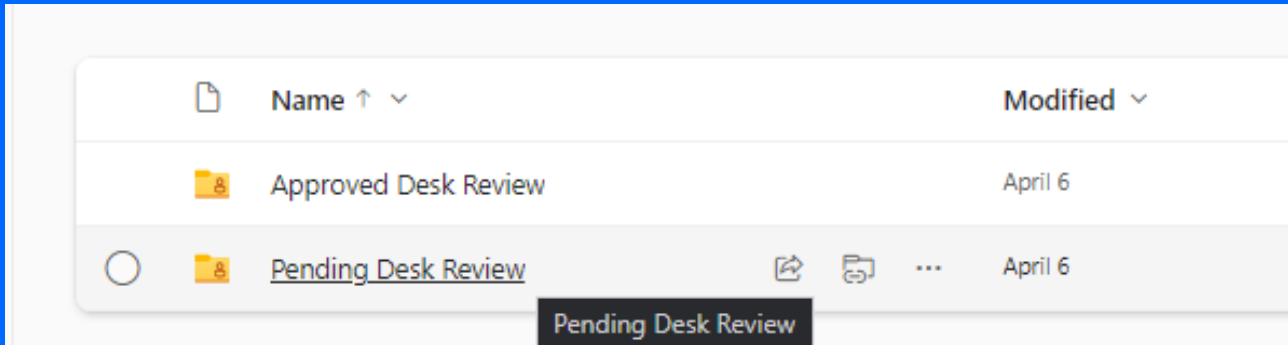 Name Modified
Approved Desk Review April 6
Pending Desk Review April 6
Pending Desk Review